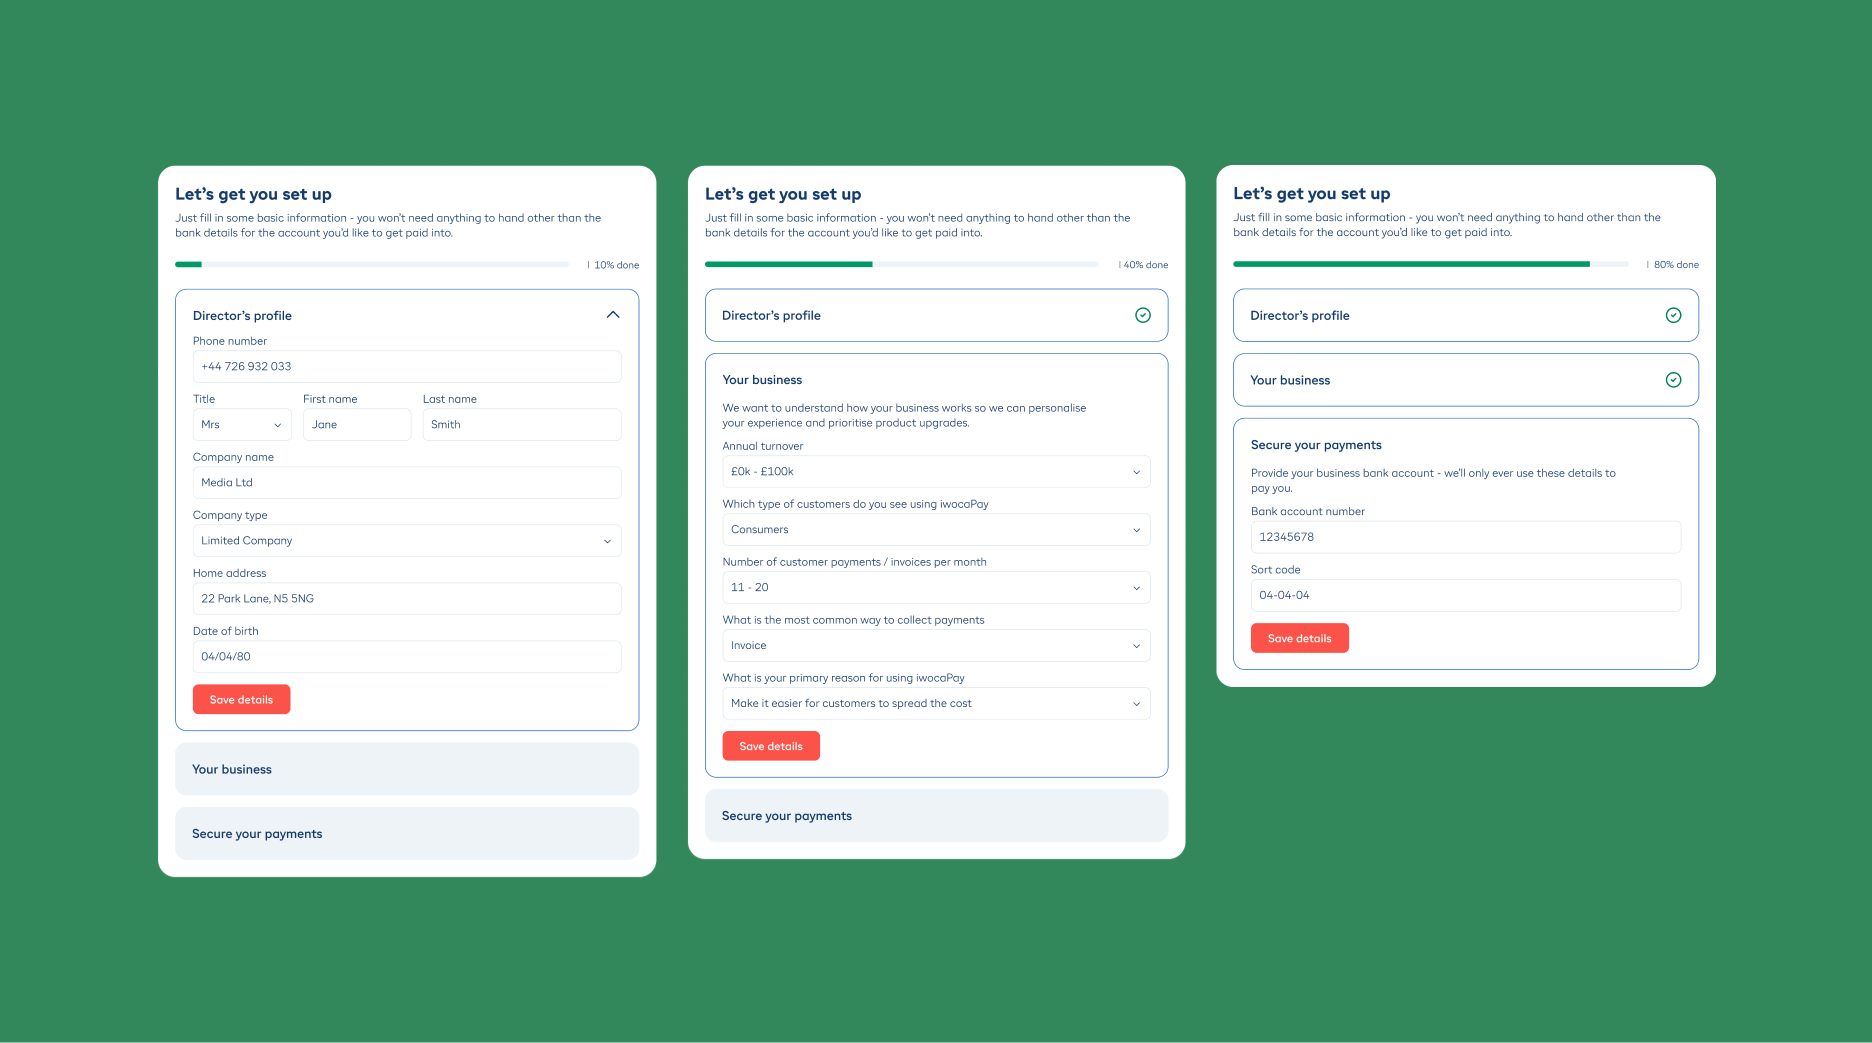 Let's get you set up
Just fill in some basic information - you won't need anything to hand other than the
bank details for the account you'd like to get paid into.
| 10% done
Director's profile
Phone number
+44 726 932 033
Title First name Last name
Mrs Jane Smith
Company name
Media Ltd
Company type
Limited Company
Home address
22 Park Lane, N5 5NG
Date of birth
04/04/80
Save details
Your business
Secure your payments
Let's get you set up
Just fill in some basic information - you won't need anything to hand other than the
bank details for the account you'd like to get paid into.
| 40% done
Director's profile
Your business
We want to understand how your business works so we can personalise
your experience and prioritise product upgrades.
Annual turnover
£0k - £100k
Which type of customers do you see using iwocaPay
Consumers
Number of customer payments / invoices per month
11 - 20
What is the most common way to collect payments
Invoice
What is your primary reason for using iwocaPay
Make it easier for customers to spread the cost
Save details
Secure your payments
Let's get you set up
Just fill in some basic information - you won't need anything to hand other than the
bank details for the account you'd like to get paid into.
| 80% done
Director's profile
Your business
Secure your payments
Provide your business bank account - we'll only ever use these details to
pay you.
Bank account number
12345678
Sort code
04-04-04
Save details